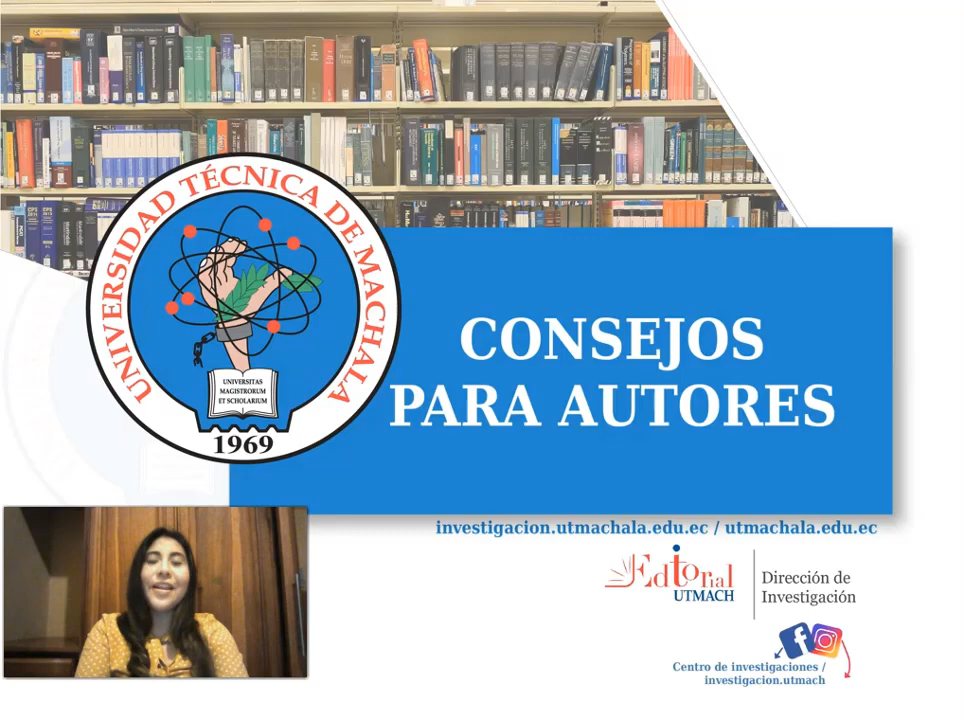 UNIVERSIDAD TÉCNICA DE MACHALA
UNIVERSITAS
MAGISTRORUM
ET SCHOLARIUM
1969
CONSEJOS
PARA AUTORES
investigacion.utmachala.edu.ec / utmachala.edu.ec
Editorial
UTMACH
Dirección de
Investigación
Centro de investigaciones /
investigacion.utmach